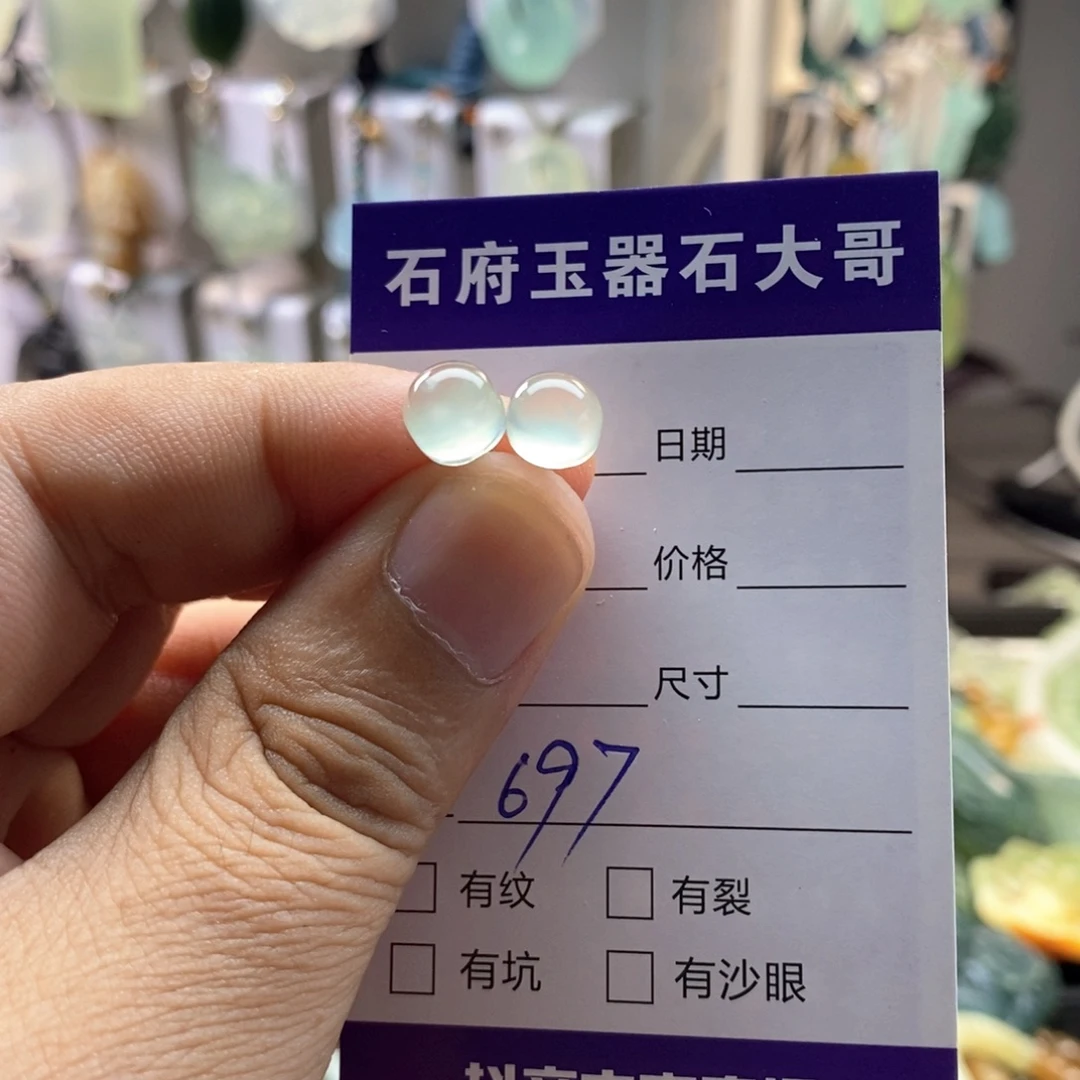 石府玉器石大哥
日期
价格
尺寸
697
有纹 有裂
有坑 有沙眼